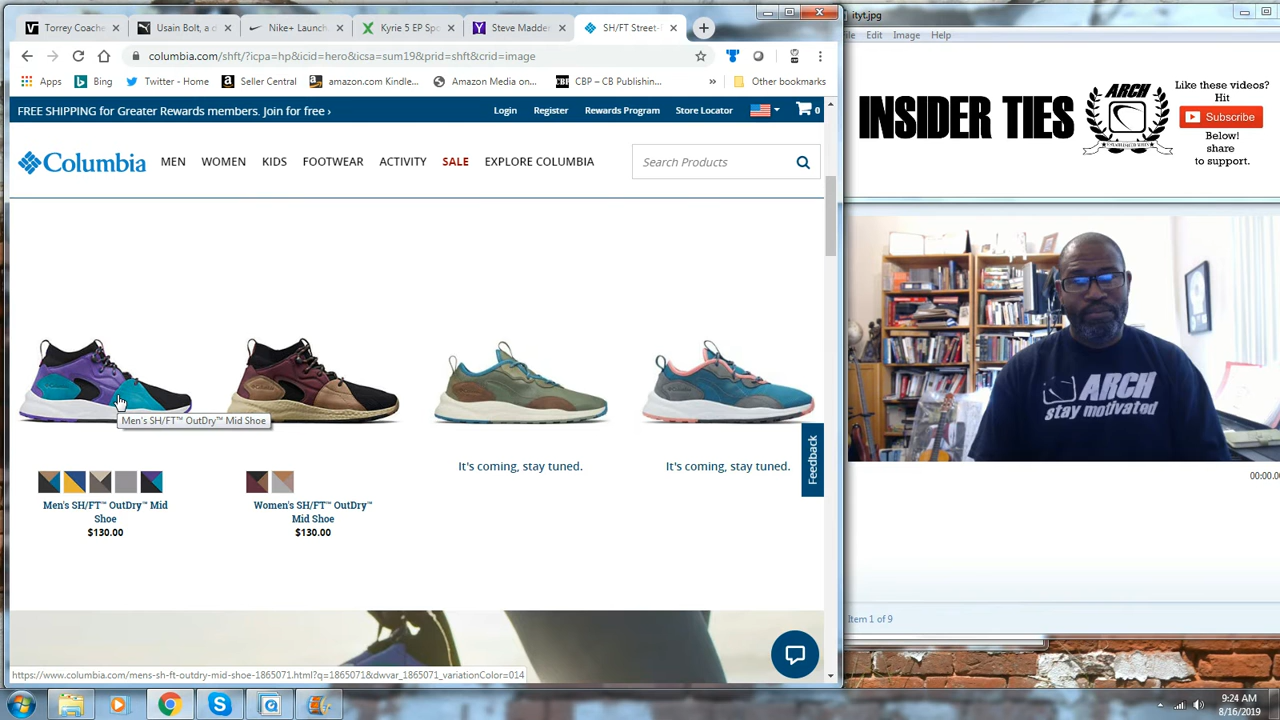 Torrey Coach
Usain Bolt, a d
Nike+ Launch
Kyrie 5 EP Spo
Steve Madde
SH/FT Street-
columbia.com/shft/?icpa=hp&icid=hero&icsa=sum19&prid=shft&icrid=image
Apps
Bing
Twitter - Home
Seller Central
amazon.com Kindle...
Amazon Media on...
CBP – CB Publishin...
Other bookmarks
FREE SHIPPING for Greater Rewards members. Join for free ›
Login
Register
Rewards Program
Store Locator
0
Columbia
MEN
WOMEN
KIDS
FOOTWEAR
ACTIVITY
SALE
EXPLORE COLUMBIA
Search Products
Men's SH/FT™ OutDry™ Mid Shoe
It's coming, stay tuned.
It's coming, stay tuned.
Feedback
Men's SH/FT™ OutDry™ Mid
Shoe
$130.00
Women's SH/FT™ OutDry™
Mid Shoe
$130.00
https://www.columbia.com/mens-sh-ft-outdry-mid-shoe-1865071.html?q=1865071&dwvar_1865071_variationColor=014
ityt.jpg
File
Edit
Image
Help
INSIDER TIES
ARCH
Like these videos?
Hit
Subscribe
Below!
share
to support.
ARCH
stay motivated
00:00.0
Item 1 of 9
9:24 AM
8/16/2019